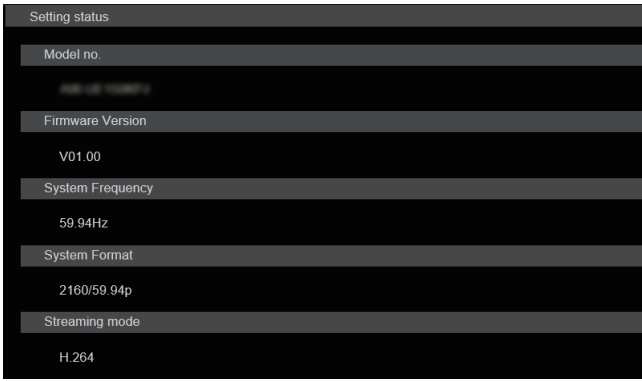 Setting status
Model no.
Firmware Version
V01.00
System Frequency
59.94Hz
System Format
2160/59.94p
Streaming mode
H.264